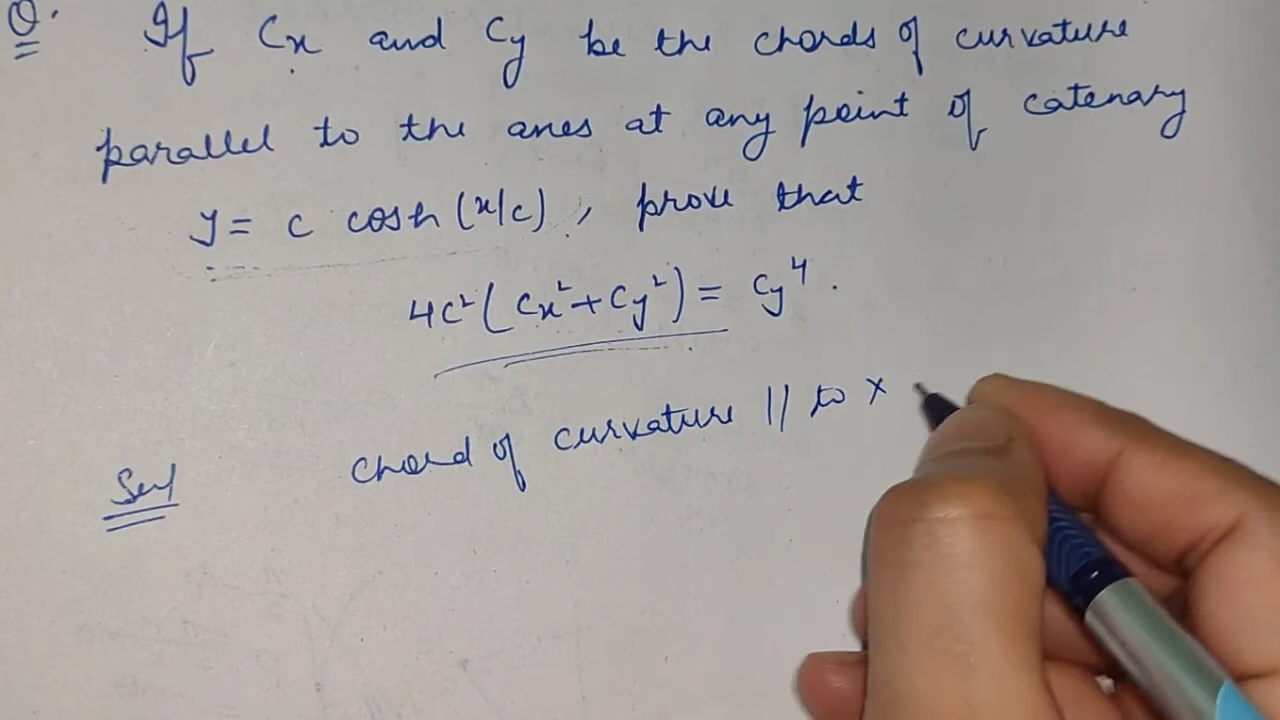 Q. If Cx and Cy be the chords of curvature
parallel to the axes at any point of catenary
y = c cosh(x/c), prove that
4c²(Cx²+Cy²) = Cy⁴.
Sol chord of curvature || to x